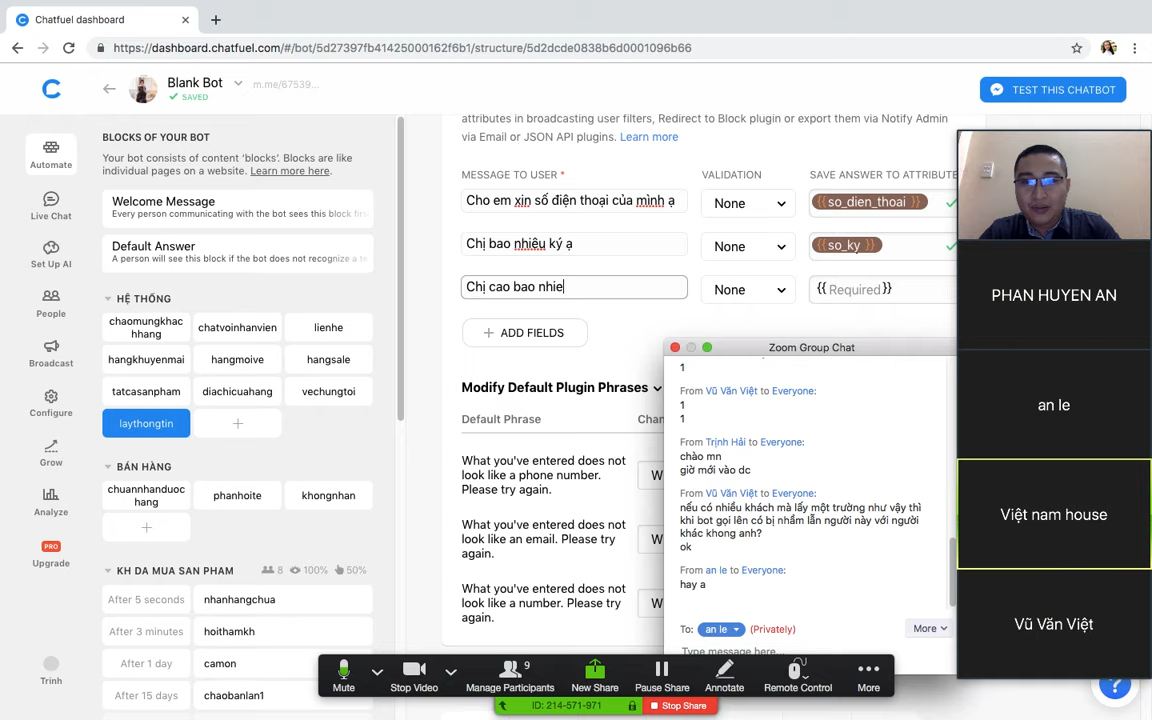 Chatfuel dashboard
https://dashboard.chatfuel.com/#/bot/5d27397fb41425000162f6b1/structure/5d2dcde0838b6d0001096b66
Blank Bot
SAVED
m.me/67539...
TEST THIS CHATBOT
Automate
Live Chat
Set Up AI
People
Broadcast
Configure
Grow
Analyze
PRO
Upgrade
Trinh
BLOCKS OF YOUR BOT
Your bot consists of content 'blocks'. Blocks are like
individual pages on a website. Learn more here.
Welcome Message
Every person communicating with the bot sees this block firs
Default Answer
A person will see this block if the bot does not recognize a te
HỆ THỐNG
chaomungkhac
hhang
chatvoinhanvien
lienhe
hangkhuyenmai
hangmoive
hangsale
tatcasanpham
diachicuahang
vechungtoi
laythongtin
BÁN HÀNG
chuannhanduoc
hang
phanhoite
khongnhan
KH DA MUA SAN PHAM
8
100%
50%
After 5 seconds
nhanhangchua
After 3 minutes
hoithamkh
After 1 day
camon
After 15 days
chaobanlan1
attributes in broadcasting user filters, Redirect to Block plugin or export them via Notify Admin
via Email or JSON API plugins. Learn more
MESSAGE TO USER *
VALIDATION
SAVE ANSWER TO ATTRIBUTE
Cho em xin số điện thoại của mình ạ
None
{{so_dien_thoai }}
Chị bao nhiêu ký ạ
None
{{so_ky }}
Chị cao bao nhie
None
{{ Required }}
ADD FIELDS
Modify Default Plugin Phrases
Default Phrase
Chan
What you've entered does not
look like a phone number.
Please try again.
W
What you've entered does not
look like an email. Please try
again.
W
What you've entered does not
look like a number. Please try
again.
W
Zoom Group Chat
1
From Vũ Văn Việt to Everyone:
1
1
From Trịnh Hải to Everyone:
chào mn
giờ mới vào dc
From Vũ Văn Việt to Everyone:
nếu có nhiều khách mà lấy một trường như vậy thì
khi bot gọi lên có bị nhầm lẫn người này với người
khác khong anh?
ok
From an le to Everyone:
hay a
To: an le (Privately)
More
Type message here...
PHAN HUYEN AN
an le
Việt nam house
Vũ Văn Việt
Mute
Stop Video
9
Manage Participants
New Share
Pause Share
Annotate
Remote Control
More
ID: 214-571-971
Stop Share
?